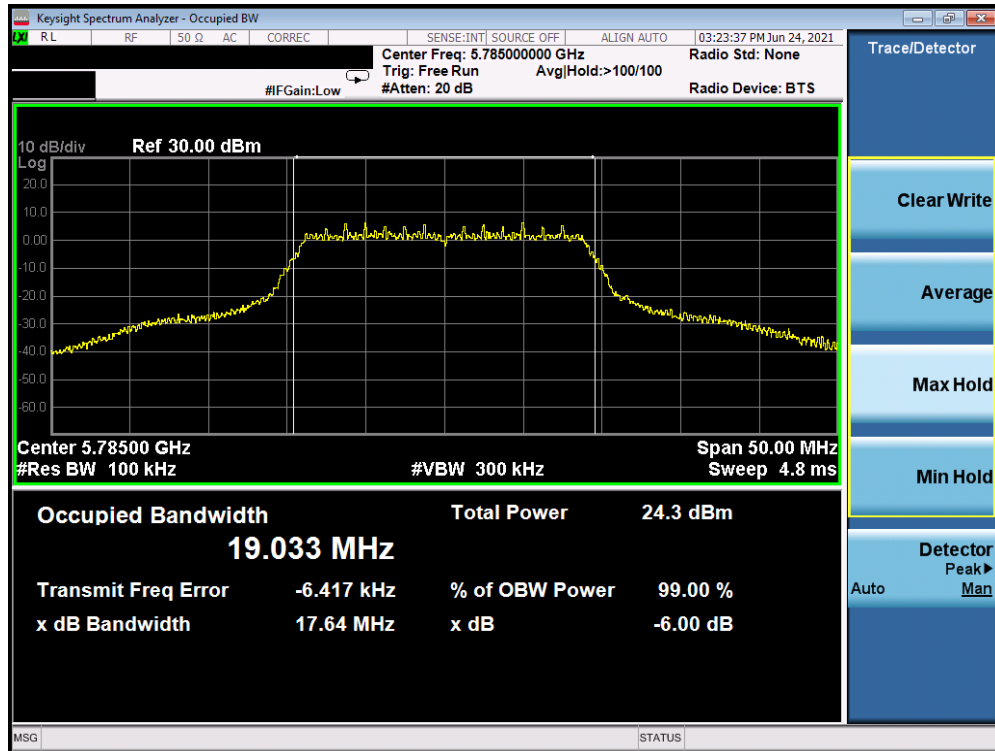 Keysight Spectrum Analyzer - Occupied BW
LXI RL RF 50 Ω AC CORREC SENSE:INT SOURCE OFF ALIGN AUTO 03:23:37 PM Jun 24, 2021
Center Freq: 5.785000000 GHz Radio Std: None
Trig: Free Run Avg|Hold:>100/100
#IFGain:Low #Atten: 20 dB Radio Device: BTS
10 dB/div Ref 30.00 dBm
Log
20.0
10.0
0.00
-10.0
-20.0
-30.0
-40.0
-50.0
-60.0
Center 5.78500 GHz Span 50.00 MHz
#Res BW 100 kHz #VBW 300 kHz Sweep 4.8 ms
Occupied Bandwidth Total Power 24.3 dBm
19.033 MHz
Transmit Freq Error -6.417 kHz % of OBW Power 99.00 %
x dB Bandwidth 17.64 MHz x dB -6.00 dB
MSG STATUS
Trace/Detector
Clear Write
Average
Max Hold
Min Hold
Detector
Peak▶
Auto Man